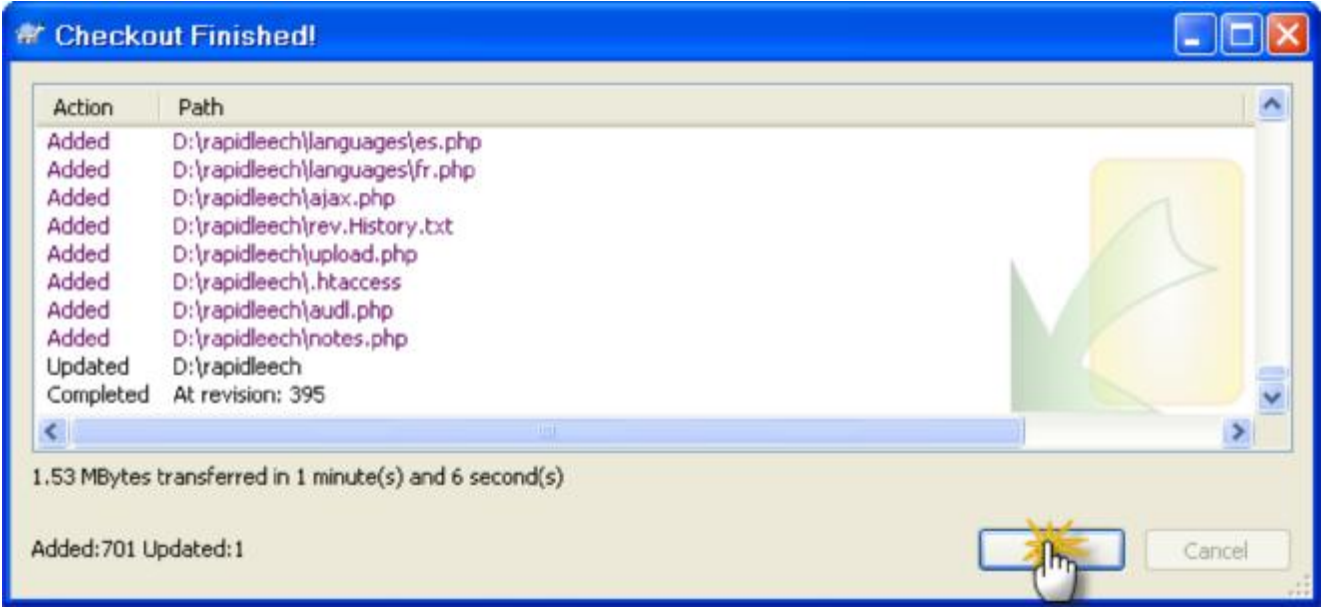 Checkout Finished!
Action Path
Added D:\rapidleech\languages\es.php
Added D:\rapidleech\languages\fr.php
Added D:\rapidleech\ajax.php
Added D:\rapidleech\rev.History.txt
Added D:\rapidleech\upload.php
Added D:\rapidleech\.htaccess
Added D:\rapidleech\audl.php
Added D:\rapidleech\notes.php
Updated D:\rapidleech
Completed At revision: 395
1.53 MBytes transferred in 1 minute(s) and 6 second(s)
Added:701 Updated:1
Cancel